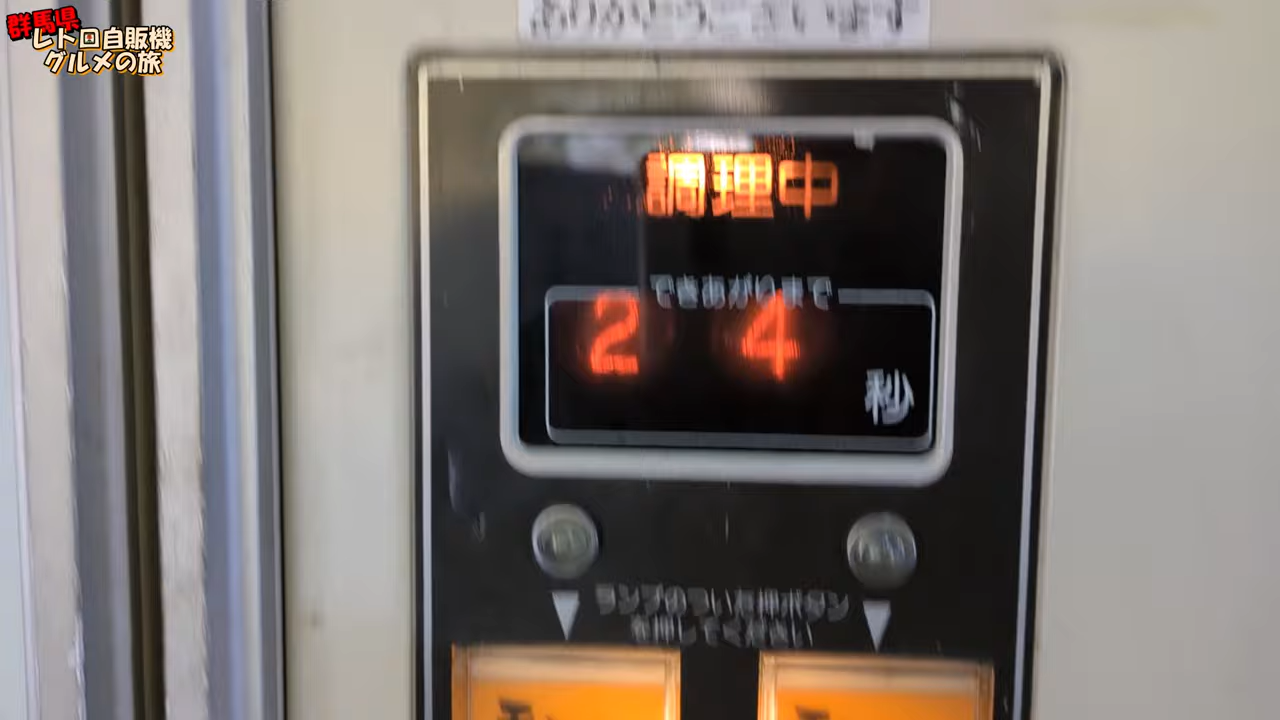 群馬県
レトロ自販機
グルメの旅
ありがとうございます
調理中
できあがりまで
2 4
秒
ランプのついた押ボタン
を押してください